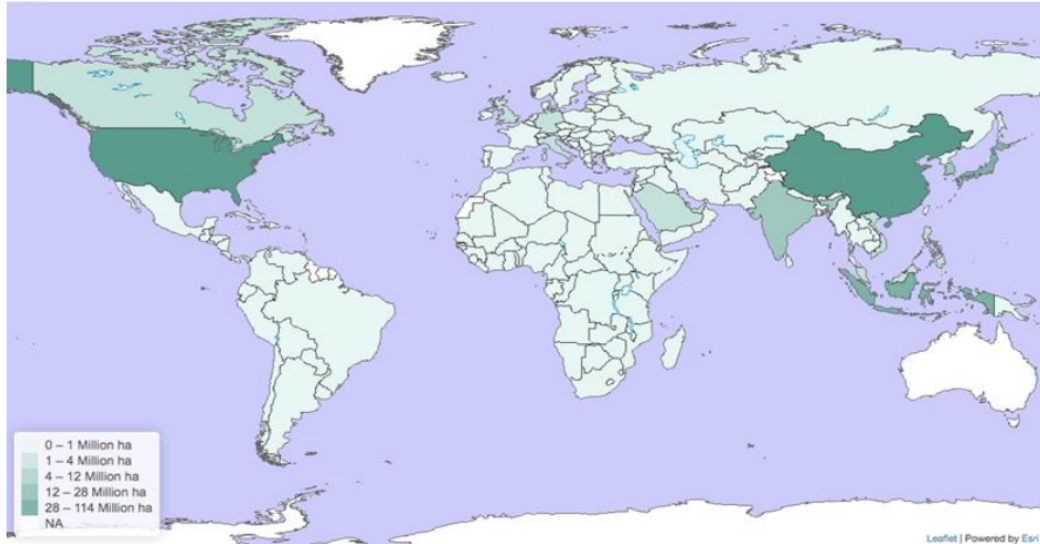 0 – 1 Million ha
1 – 4 Million ha
4 – 12 Million ha
12 – 28 Million ha
28 – 114 Million ha
NA
Leaflet | Powered by Esri